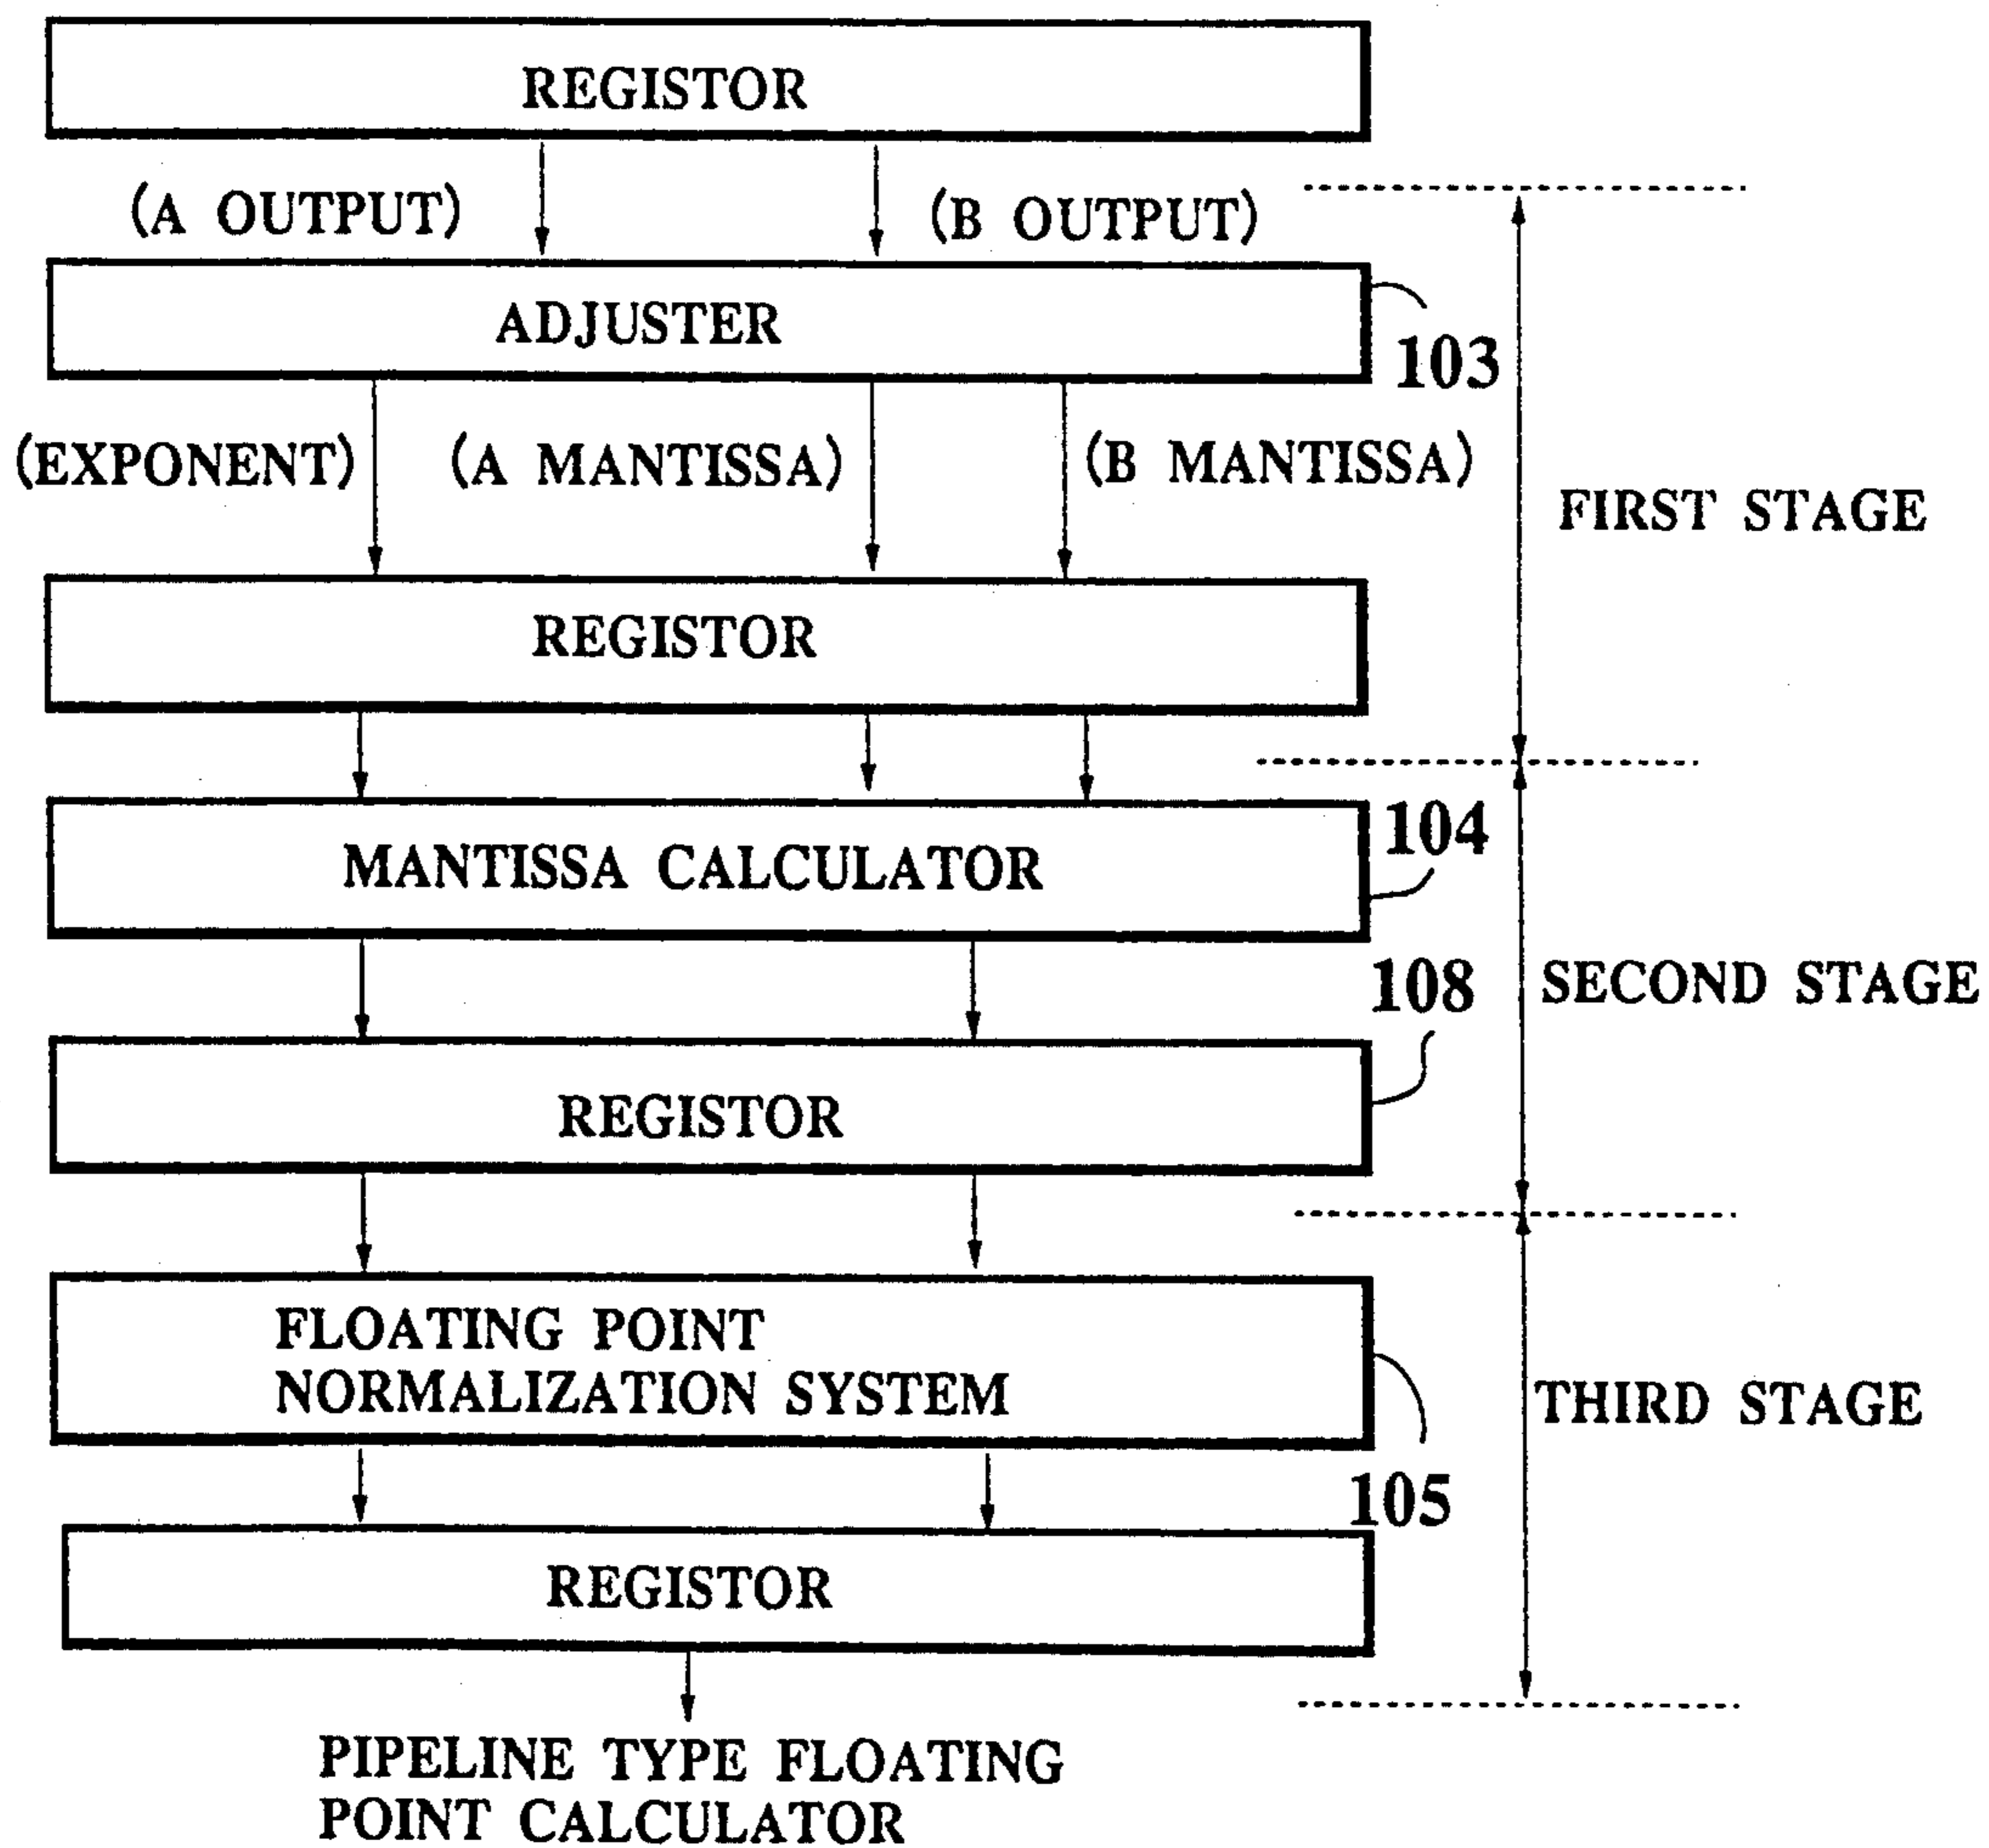 REGISTOR
(A OUTPUT)
(B OUTPUT)
ADJUSTER
103
(EXPONENT)
(A MANTISSA)
(B MANTISSA)
FIRST STAGE
REGISTOR
104
MANTISSA CALCULATOR
108
SECOND STAGE
REGISTOR
FLOATING POINT
NORMALIZATION SYSTEM
THIRD STAGE
105
REGISTOR
PIPELINE TYPE FLOATING
POINT CALCULATOR